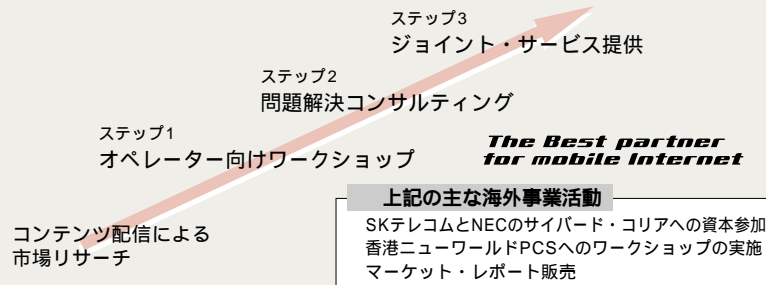 ステップ3
ジョイント・サービス提供
ステップ2
問題解決コンサルティング
ステップ1
オペレーター向けワークショップ
The Best partner
for mobile Internet
コンテンツ配信による
市場リサーチ
上記の主な海外事業活動
SKテレコムとNECのサイバード・コリアへの資本参加
香港ニューワールドPCSへのワークショップの実施
マーケット・レポート販売